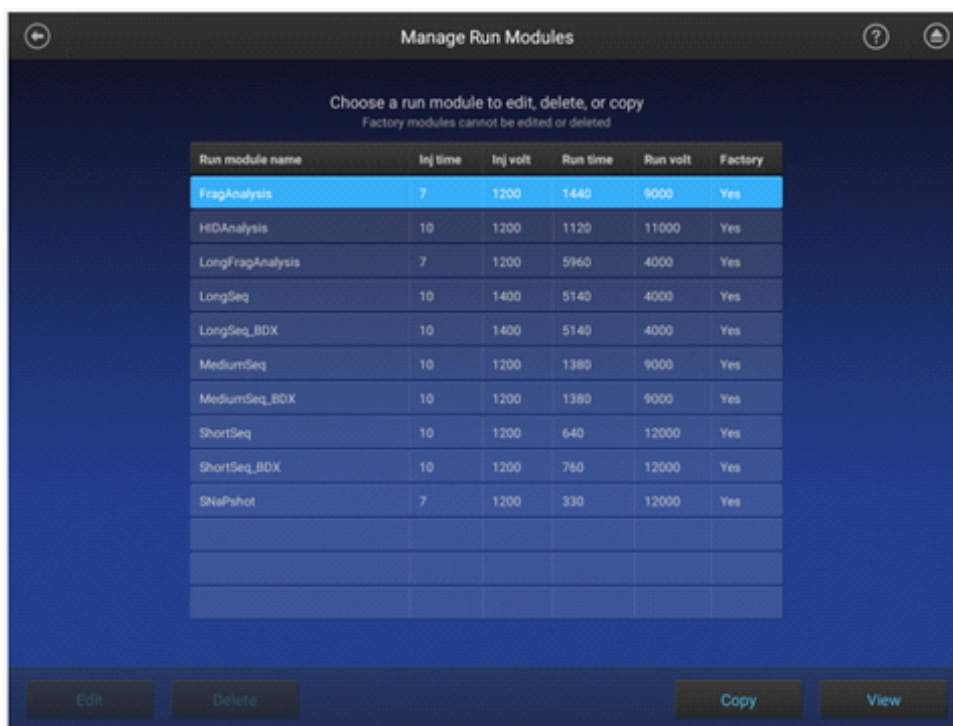 Manage Run Modules ?
Choose a run module to edit, delete, or copy
Factory modules cannot be edited or deleted
Run module name Inj time Inj volt Run time Run volt Factory
FragAnalysis 7 1200 1440 9000 Yes
HIDAnalysis 10 1200 1120 11000 Yes
LongFragAnalysis 7 1200 5960 4000 Yes
LongSeq 10 1400 5140 4000 Yes
LongSeq_BDX 10 1400 5140 4000 Yes
MediumSeq 10 1200 1380 9000 Yes
MediumSeq_BDX 10 1200 1380 9000 Yes
ShortSeq 10 1200 640 12000 Yes
ShortSeq_BDX 10 1200 760 12000 Yes
SNaPshot 7 1200 330 12000 Yes
Edit Delete Copy View